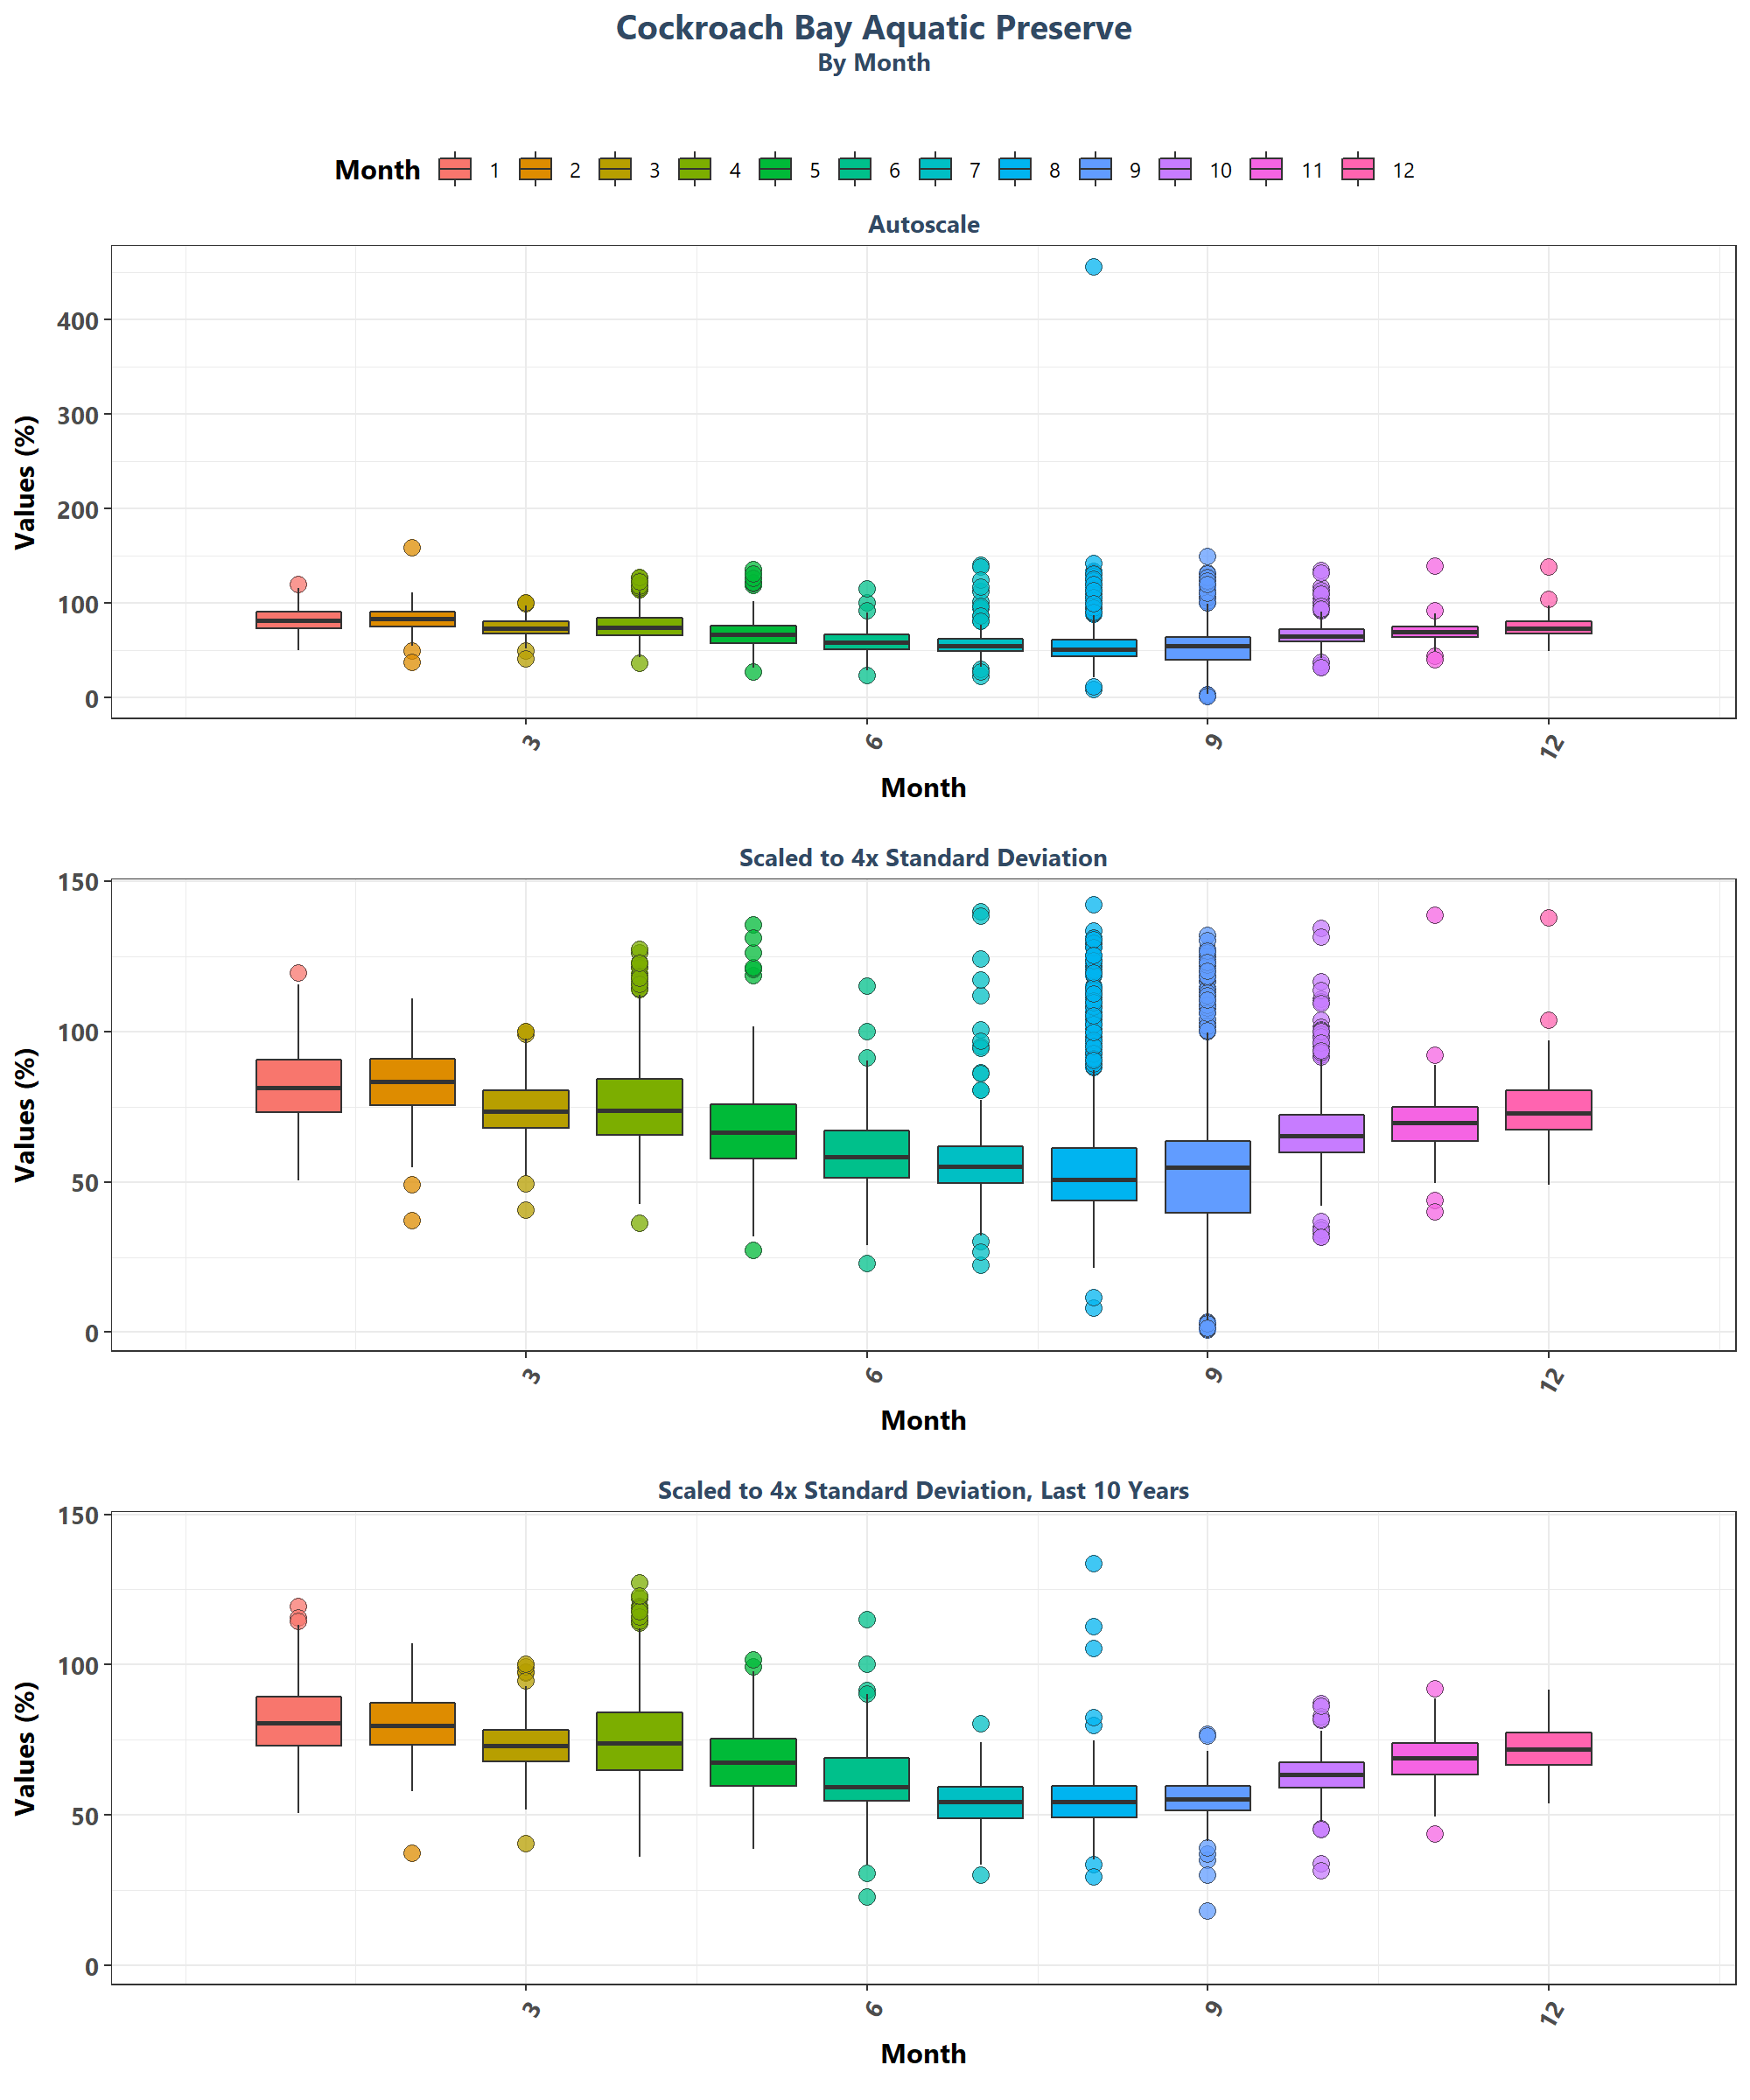 Cockroach Bay Aquatic Preserve
By Month
Month 1 2 3 4 5 6 7 8 9 10 11 12
Autoscale
Values (%)
400
300
200
100
0
3 6 9 12
Month
Scaled to 4x Standard Deviation
Values (%)
150
100
50
0
3 6 9 12
Month
Scaled to 4x Standard Deviation, Last 10 Years
Values (%)
150
100
50
0
3 6 9 12
Month